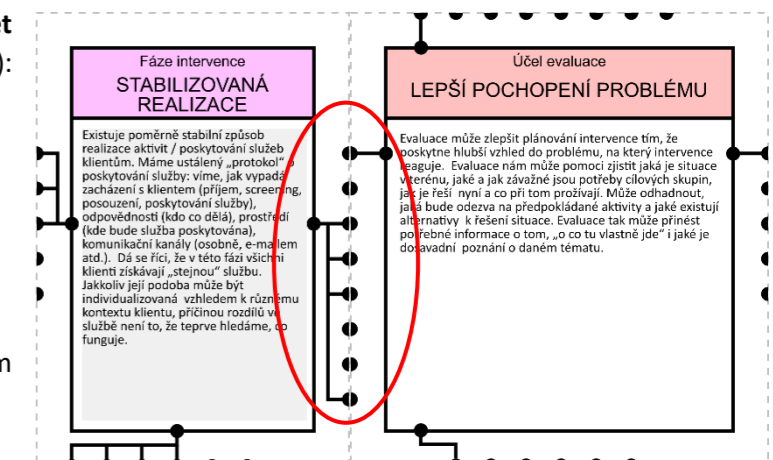 et
):
m
Fáze intervence
STABILIZOVANÁ
REALIZACE
Existuje poměrně stabilní způsob
realizace aktivit / poskytování služeb
klientům. Máme ustálený „protokol“ o
poskytování služby: víme, jak vypadá
zacházení s klientem (příjem, screening,
posouzení, poskytování služby),
odpovědnosti (kdo co dělá), prostředí
(kde bude služba poskytována),
komunikační kanály (osobně, e-mailem
atd.). Dá se říci, že v této fázi všichni
klienti získávají „stejnou“ službu.
Jakkoliv její podoba může být
individualizovaná vzhledem k různému
kontextu klientu, příčinou rozdílů ve
službě není to, že teprve hledáme, co
funguje.
Účel evaluace
LEPŠÍ POCHOPENÍ PROBLÉMU
Evaluace může zlepšit plánování intervence tím, že
poskytne hlubší vzhled do problému, na který intervence
reaguje. Evaluace nám může pomoci zjistit jaká je situace
v terénu, jaké a jak závažné jsou potřeby cílových skupin,
jak je řeší nyní a co při tom prožívají. Může odhadnout,
jaká bude odezva na předpokládané aktivity a jaké existují
alternativy k řešení situace. Evaluace tak může přinést
potřebné informace o tom, „o co tu vlastně jde“ i jaké je
dosavadní poznání o daném tématu.